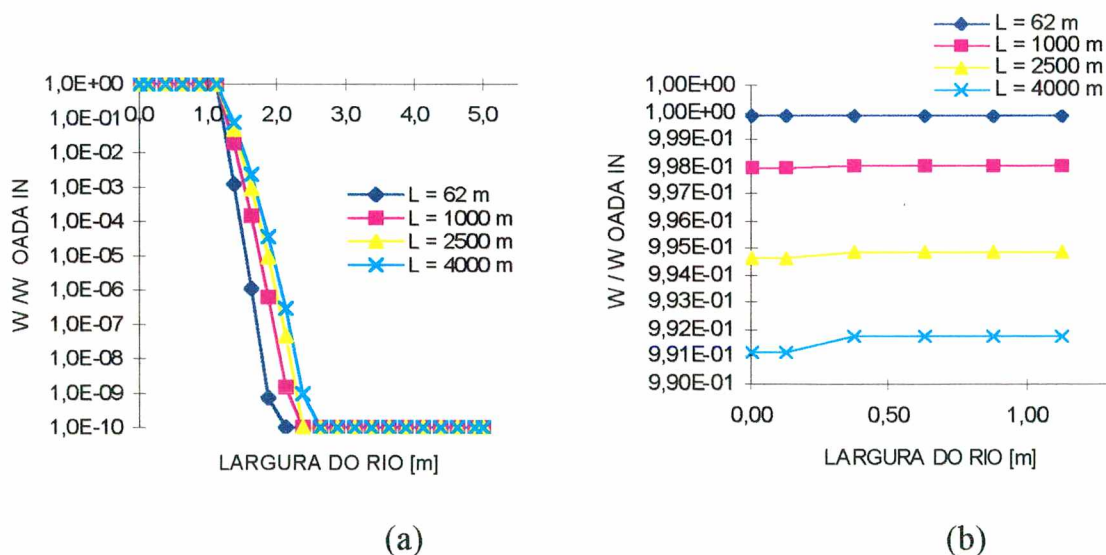 W /W OADA IN
1,0E+00
1,0E-01
1,0E-02
1,0E-03
1,0E-04
1,0E-05
1,0E-06
1,0E-07
1,0E-08
1,0E-09
1,0E-10
0,0 1,0 2,0 3,0 4,0 5,0
L = 62 m
L = 1000 m
L = 2500 m
L = 4000 m
LARGURA DO RIO [m]
(a)
L = 62 m
L = 1000 m
L = 2500 m
L = 4000 m
W / W OADA IN
1,00E+00
1,00E+00
9,99E-01
9,98E-01
9,97E-01
9,96E-01
9,95E-01
9,94E-01
9,93E-01
9,92E-01
9,91E-01
9,90E-01
0,00 0,50 1,00
LARGURA DO RIO [m]
(b)